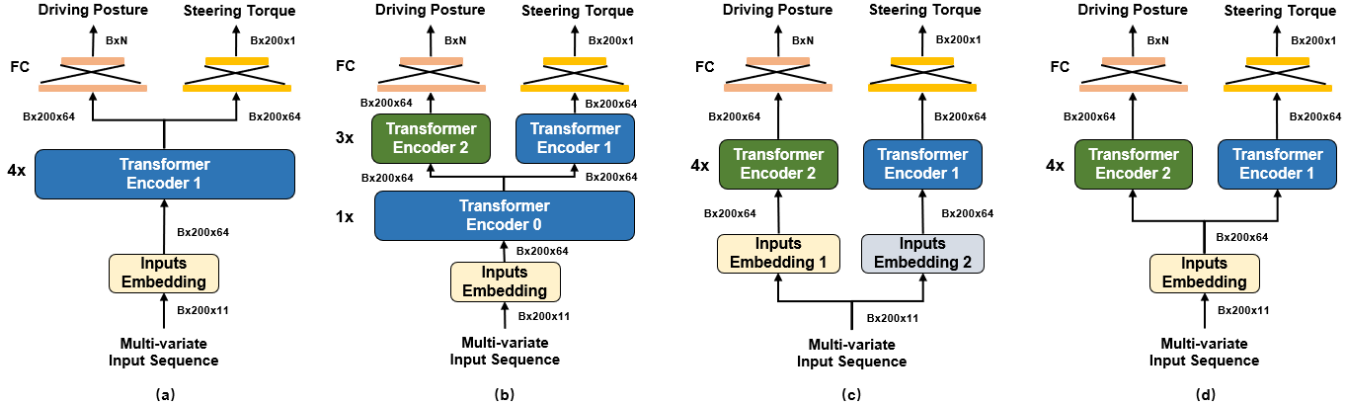 Driving Posture
Steering Torque
BxN
Bx200x1
FC
Bx200x64
Bx200x64
4x
Transformer
Encoder 1
Bx200x64
Inputs
Embedding
Bx200x11
Multi-variate
Input Sequence
(a)
Driving Posture
Steering Torque
BxN
Bx200x1
FC
Bx200x64
Bx200x64
3x
Transformer
Encoder 2
Transformer
Encoder 1
Bx200x64
Bx200x64
1x
Transformer
Encoder 0
Bx200x64
Inputs
Embedding
Bx200x11
Multi-variate
Input Sequence
(b)
Driving Posture
Steering Torque
BxN
Bx200x1
FC
Bx200x64
Bx200x64
4x
Transformer
Encoder 2
Transformer
Encoder 1
Bx200x64
Bx200x64
Inputs
Embedding 1
Inputs
Embedding 2
Bx200x11
Multi-variate
Input Sequence
(c)
Driving Posture
Steering Torque
BxN
Bx200x1
FC
Bx200x64
Bx200x64
4x
Transformer
Encoder 2
Transformer
Encoder 1
Bx200x64
Inputs
Embedding
Bx200x11
Multi-variate
Input Sequence
(d)